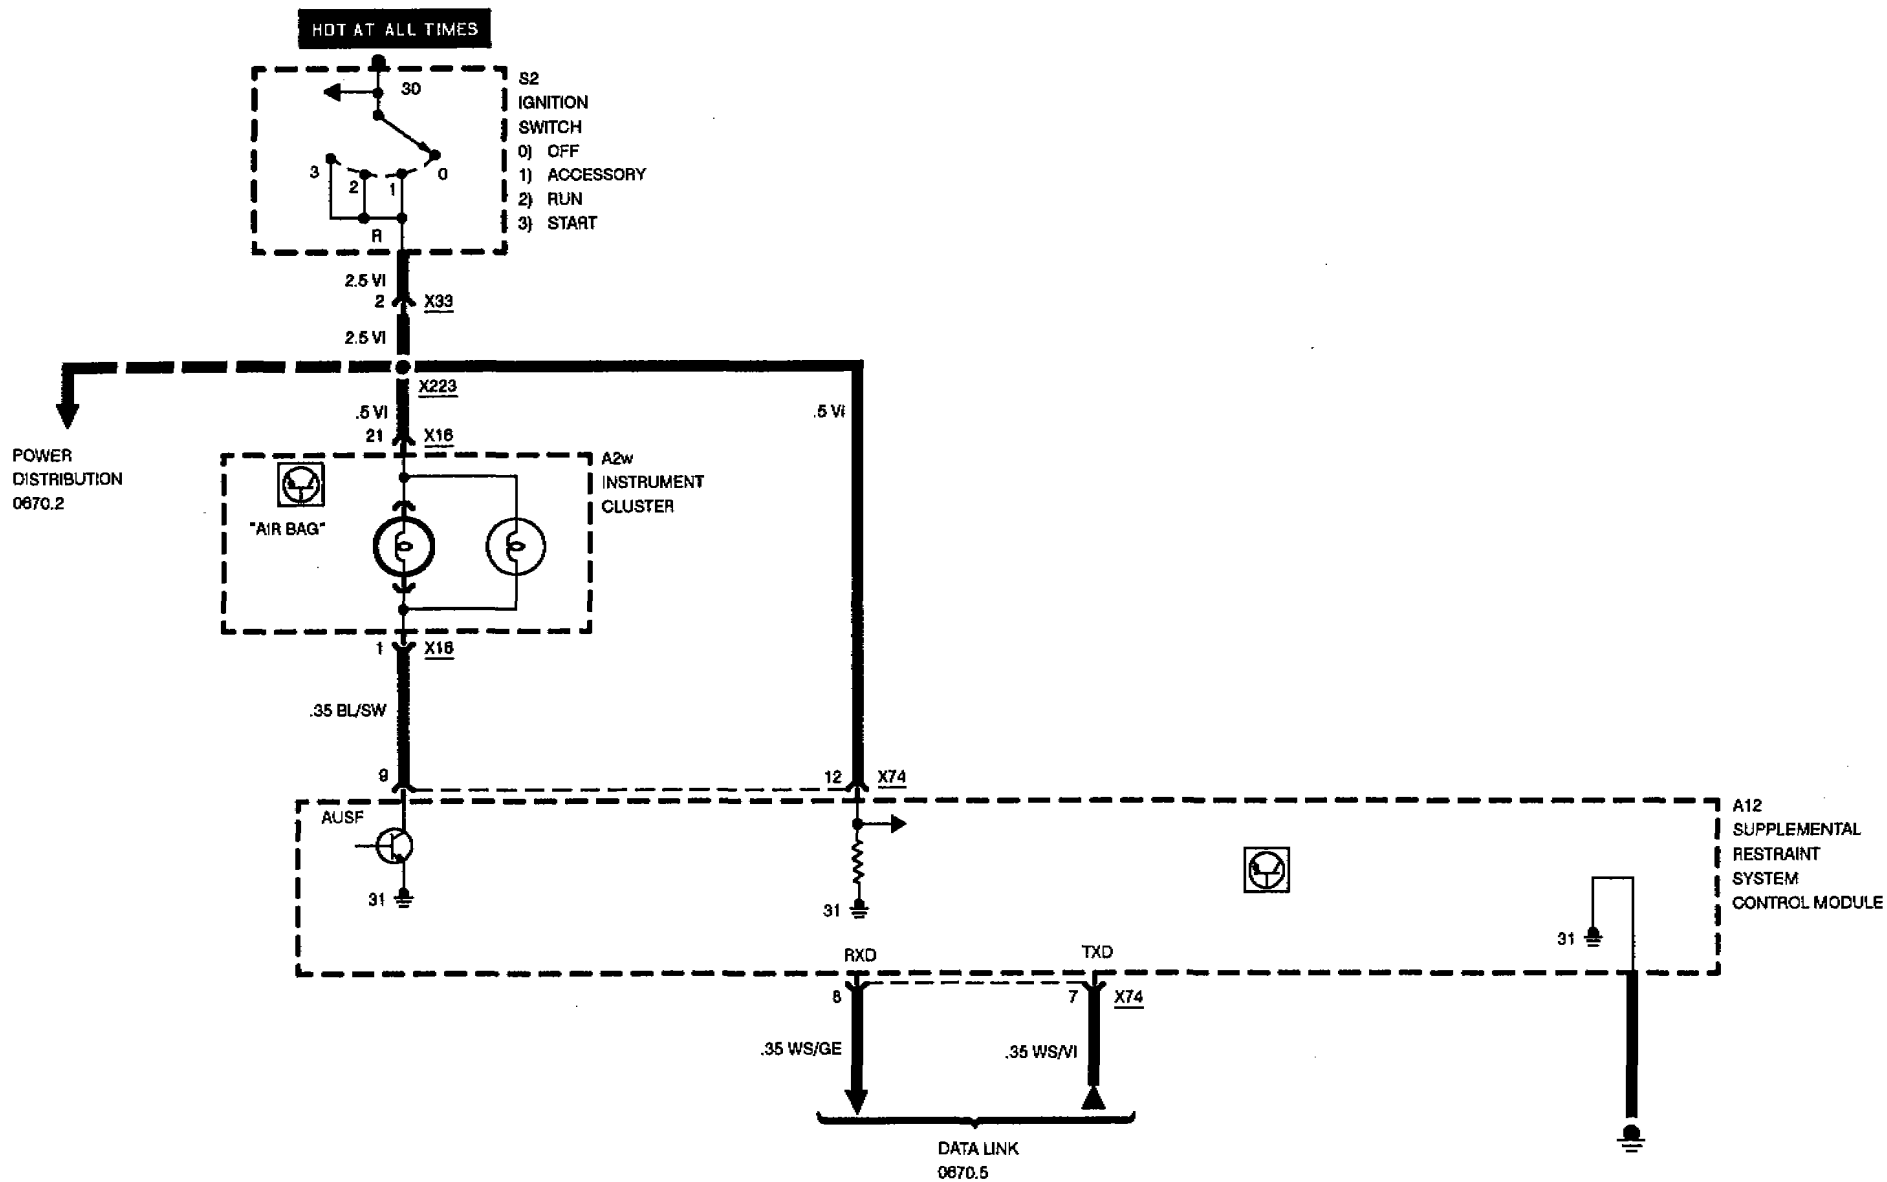 HOT AT ALL TIMES
30
S2
IGNITION
SWITCH
0) OFF
1) ACCESSORY
2) RUN
3) START
3
2
1
0
R
2.5 VI
2
X33
2.5 VI
X223
.5 VI
.5 VI
21
X16
POWER
DISTRIBUTION
0670.2
A2w
INSTRUMENT
CLUSTER
"AIR BAG"
1
X16
.35 BL/SW
9
12
X74
AUSF
31
31
31
A12
SUPPLEMENTAL
RESTRAINT
SYSTEM
CONTROL MODULE
RXD
TXD
8
7
X74
.35 WS/GE
.35 WS/VI
DATA LINK
0670.5